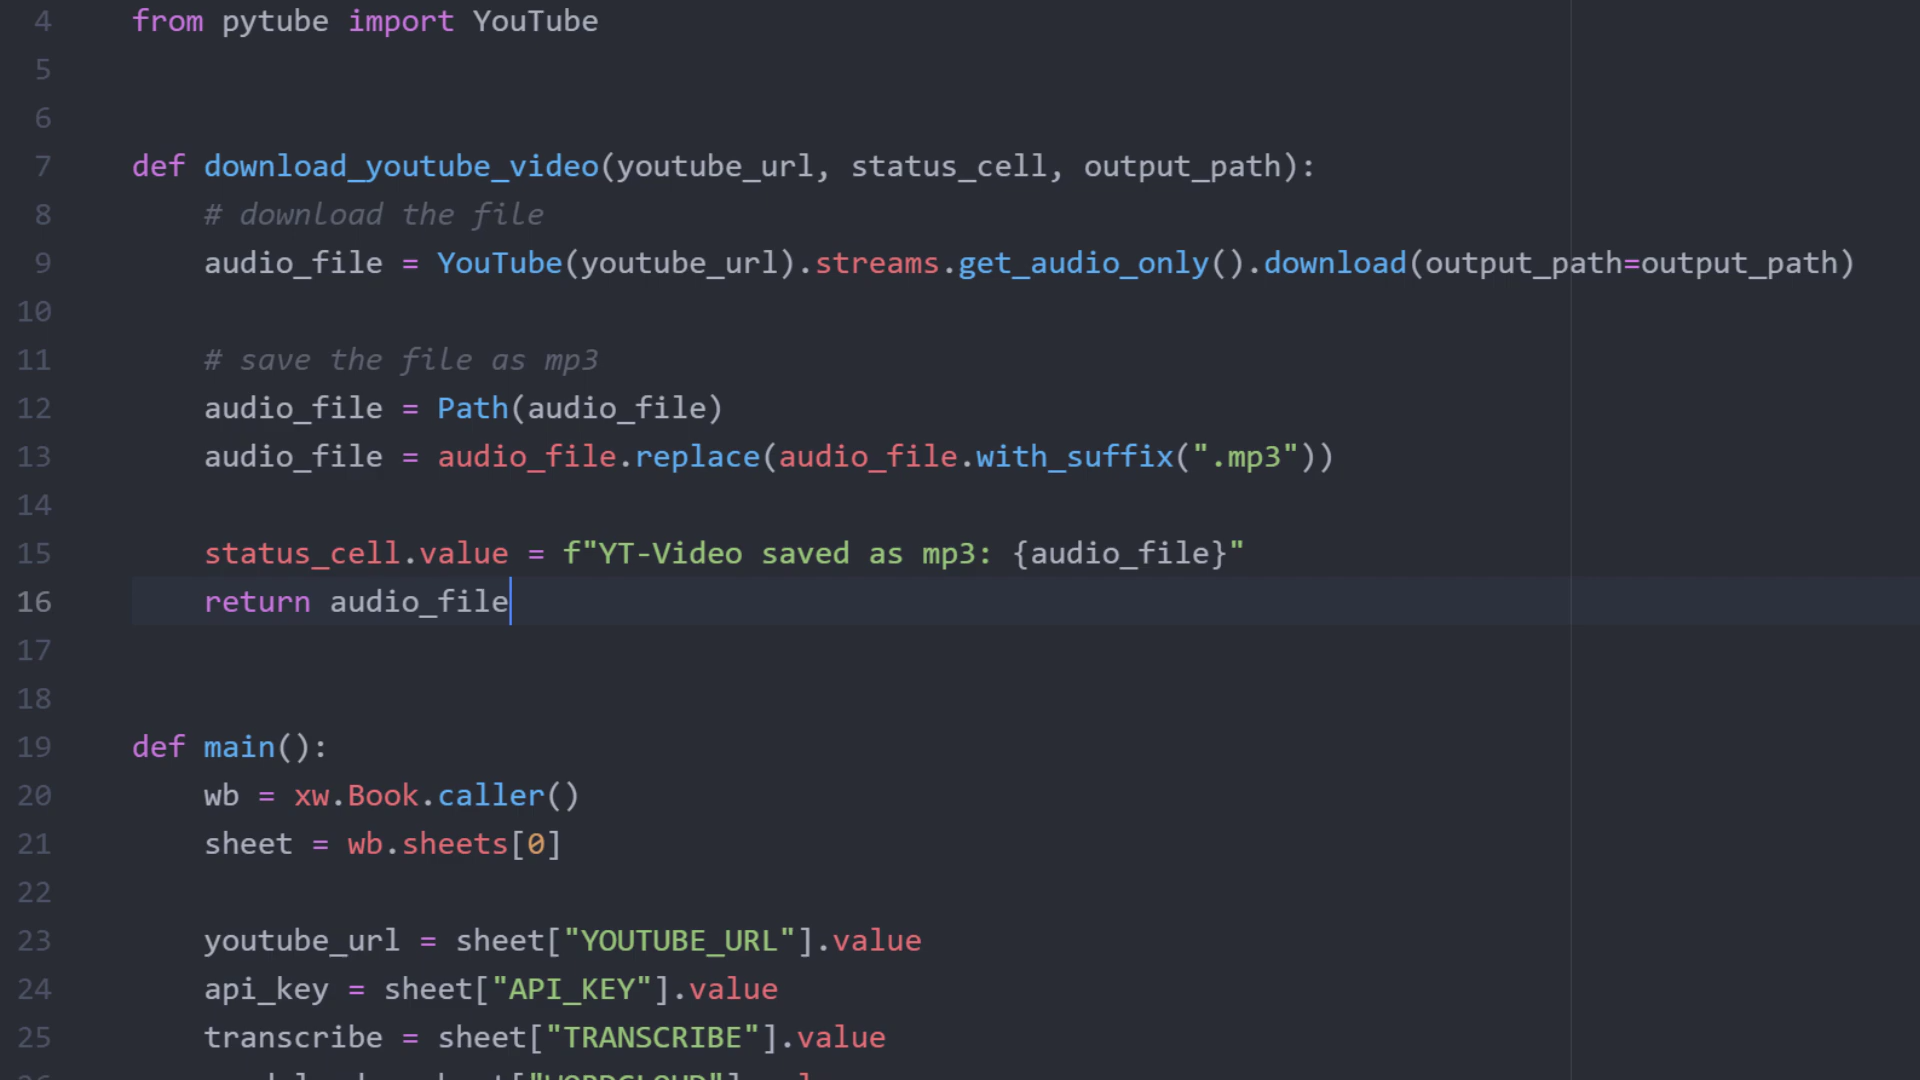 4 from pytube import YouTube
5
6
7 def download_youtube_video(youtube_url, status_cell, output_path):
8 # download the file
9 audio_file = YouTube(youtube_url).streams.get_audio_only().download(output_path=output_path)
10
11 # save the file as mp3
12 audio_file = Path(audio_file)
13 audio_file = audio_file.replace(audio_file.with_suffix(".mp3"))
14
15 status_cell.value = f"YT-Video saved as mp3: {audio_file}"
16 return audio_file
17
18
19 def main():
20 wb = xw.Book.caller()
21 sheet = wb.sheets[0]
22
23 youtube_url = sheet["YOUTUBE_URL"].value
24 api_key = sheet["API_KEY"].value
25 transcribe = sheet["TRANSCRIBE"].value